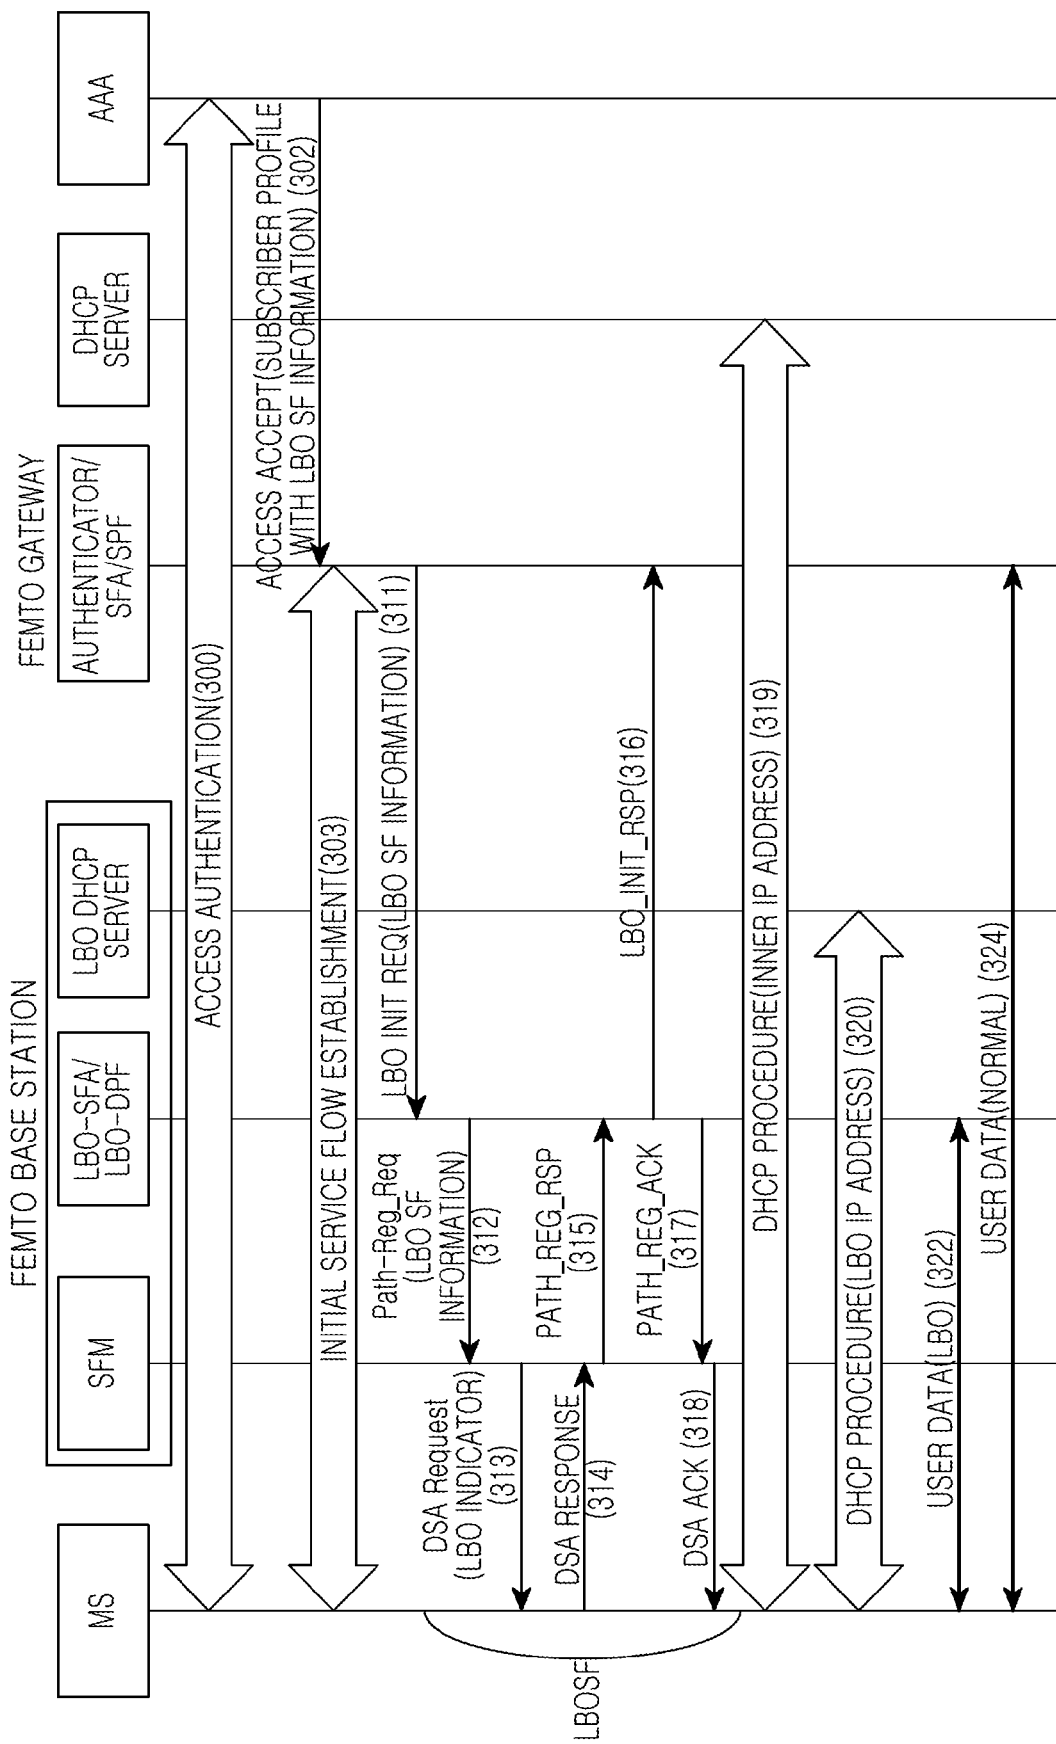 FEMTO BASE STATION
FEMTO GATEWAY
MS
SFM
LBO-SFA/
LBO-DPF
LBO DHCP
SERVER
AUTHENTICATOR/
SFA/SPF
DHCP
SERVER
AAA
ACCESS AUTHENTICATION(300)
ACCESS ACCEPT(SUBSCRIBER PROFILE
WITH LBO SF INFORMATION) (302)
INITIAL SERVICE FLOW ESTABLISHMENT(303)
LBO INIT REQ(LBO SF INFORMATION) (311)
Path-Reg_Req
(LBO SF
INFORMATION)
(312)
DSA Request
(LBO INDICATOR)
(313)
DSA RESPONSE
(314)
PATH_REG_RSP
(315)
LBO_INIT_RSP(316)
PATH_REG_ACK
(317)
DSA ACK (318)
LBOSF
DHCP PROCEDURE(INNER IP ADDRESS) (319)
DHCP PROCEDURE(LBO IP ADDRESS) (320)
USER DATA(LBO) (322)
USER DATA(NORMAL) (324)